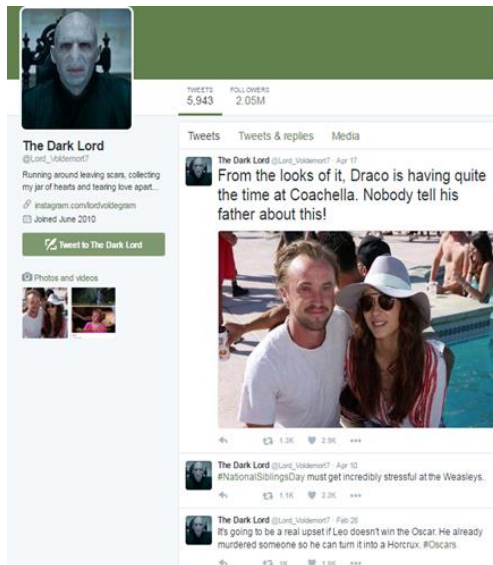 TWEETS
5,943
FOLLOWERS
2.05M
The Dark Lord
@Lord_Voldemort7
Running around leaving scars, collecting
my jar of hearts and tearing love apart...
instagram.com/lordvoldegram
Joined June 2010
Tweet to The Dark Lord
Photos and videos
Tweets Tweets & replies Media
The Dark Lord @Lord_Voldemort7 · Apr 17
From the looks of it, Draco is having quite
the time at Coachella. Nobody tell his
father about this!
1.3K 2.9K
The Dark Lord @Lord_Voldemort7 · Apr 10
#NationalSiblingsDay must get incredibly stressful at the Weasleys.
1.1K 2.2K
The Dark Lord @Lord_Voldemort7 · Feb 28
It's going to be a real upset if Leo doesn't win the Oscar. He already
murdered someone so he can turn it into a Horcrux. #Oscars
1K